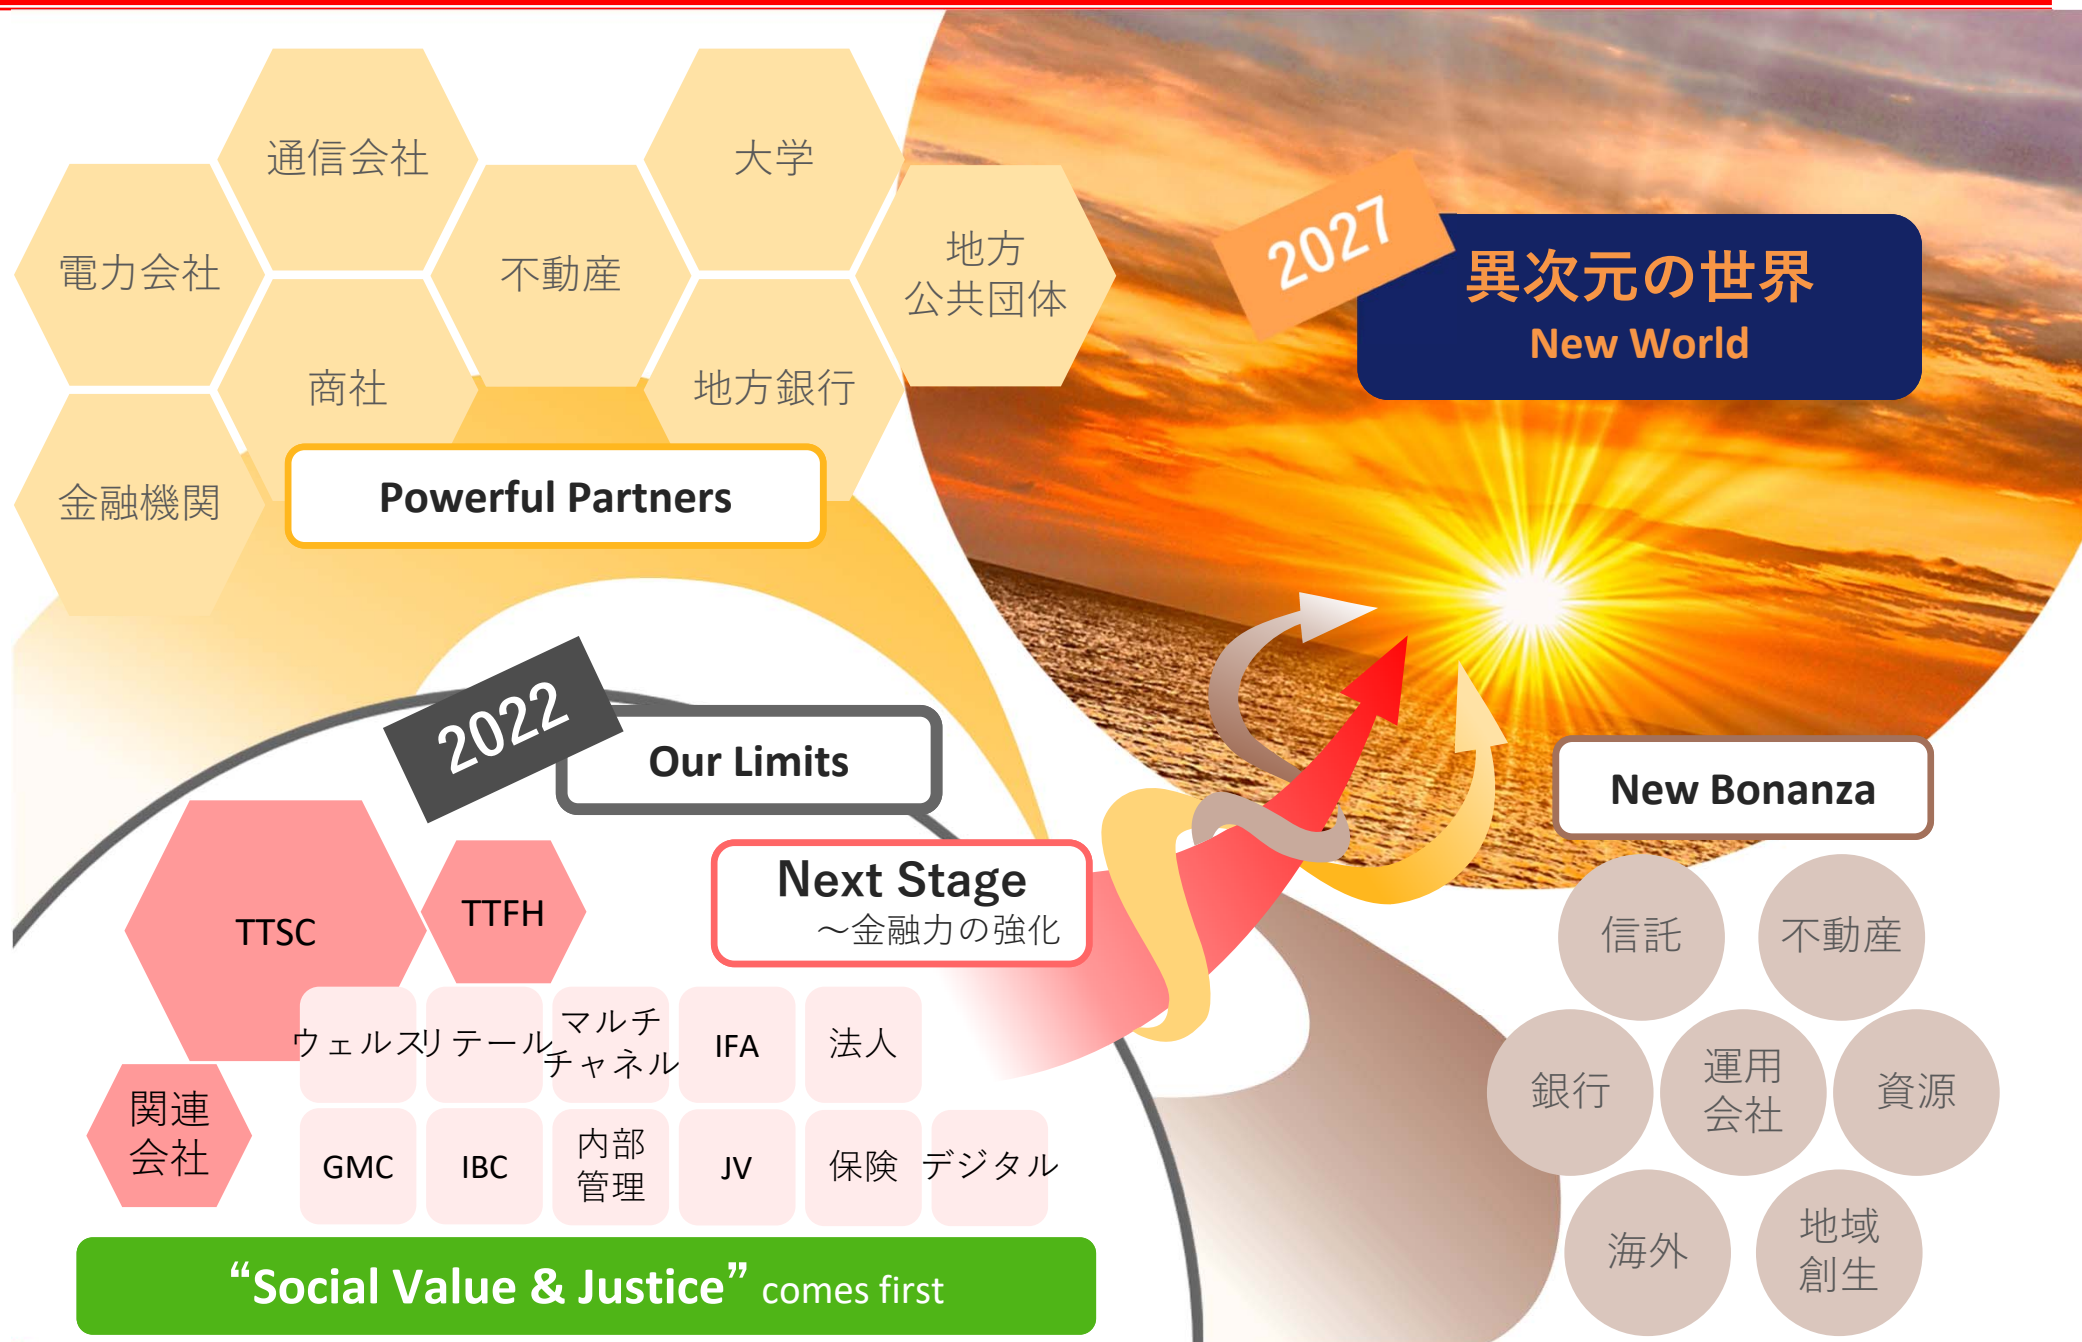 通信会社
大学
電力会社
不動産
地方
公共団体
商社
地方銀行
金融機関
Powerful Partners
2027
異次元の世界
New World
2022
Our Limits
Next Stage
～金融力の強化
New Bonanza
TTSC
TTFH
関連
会社
ウェルス
リテール
マルチ
チャネル
IFA
法人
GMC
IBC
内部
管理
JV
保険
デジタル
信託
不動産
銀行
運用
会社
資源
海外
地域
創生
“Social Value & Justice” comes first